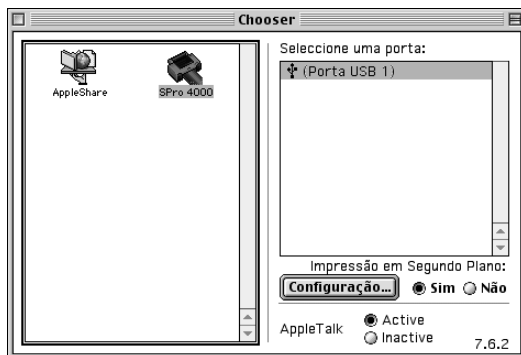 Chooser
AppleShare
SPro 4000
Seleccione uma porta:
(Porta USB 1)
Impressão em Segundo Plano:
Configuração...
Sim
Não
AppleTalk
Active
Inactive
7.6.2